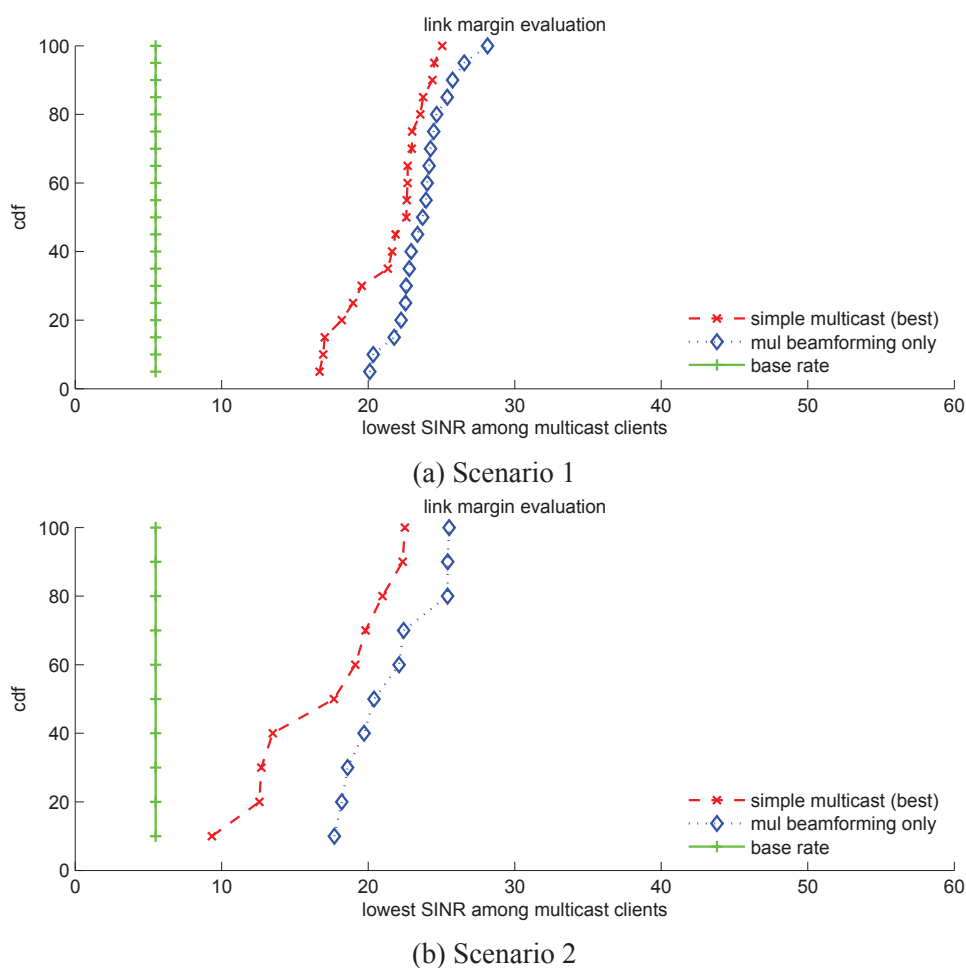 link margin evaluation
100
80
60
40
20
0
cdf
simple multicast (best)
mul beamforming only
base rate
0 10 20 30 40 50 60
lowest SINR among multicast clients
(a) Scenario 1
link margin evaluation
100
80
60
40
20
0
cdf
simple multicast (best)
mul beamforming only
base rate
0 10 20 30 40 50 60
lowest SINR among multicast clients
(b) Scenario 2